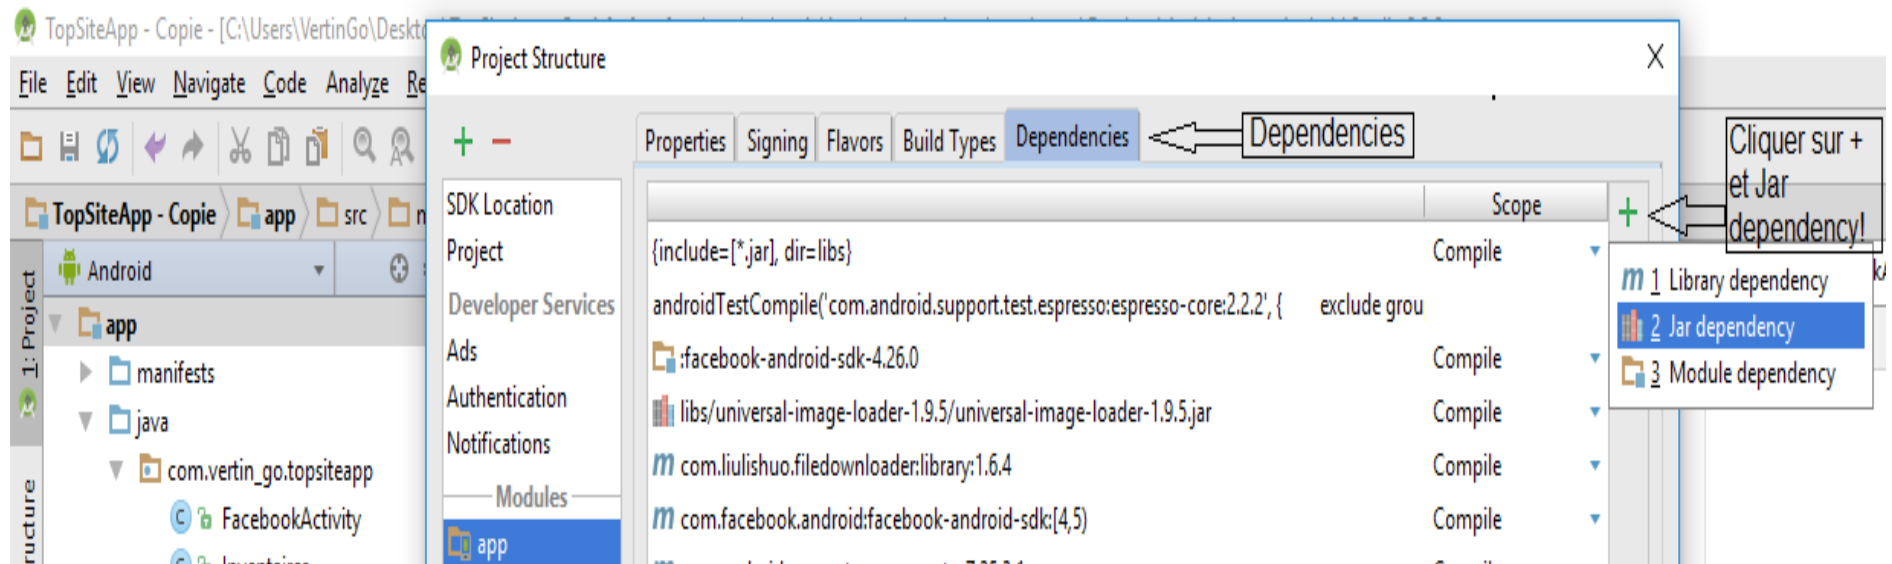 TopSiteApp - Copie - [C:\Users\VertinGo\Deskto
Project Structure
File Edit View Navigate Code Analyze Re
Properties Signing Flavors Build Types Dependencies
Dependencies
Cliquer sur +
et Jar
dependency!
TopSiteApp - Copie app src
SDK Location
Scope
Project
{include=[*.jar], dir=libs} Compile
1 Library dependency
Android
Developer Services
androidTestCompile('com.android.support.test.espresso:espresso-core:2.2.2', { exclude grou
2 Jar dependency
1: Project
app
Ads
:facebook-android-sdk-4.26.0 Compile
3 Module dependency
manifests
Authentication
libs/universal-image-loader-1.9.5/universal-image-loader-1.9.5.jar Compile
java
Notifications
com.liulishuo.filedownloader:library:1.6.4 Compile
com.vertin_go.topsiteapp
Modules
com.facebook.android:facebook-android-sdk:[4,5) Compile
FacebookActivity
app
ructure